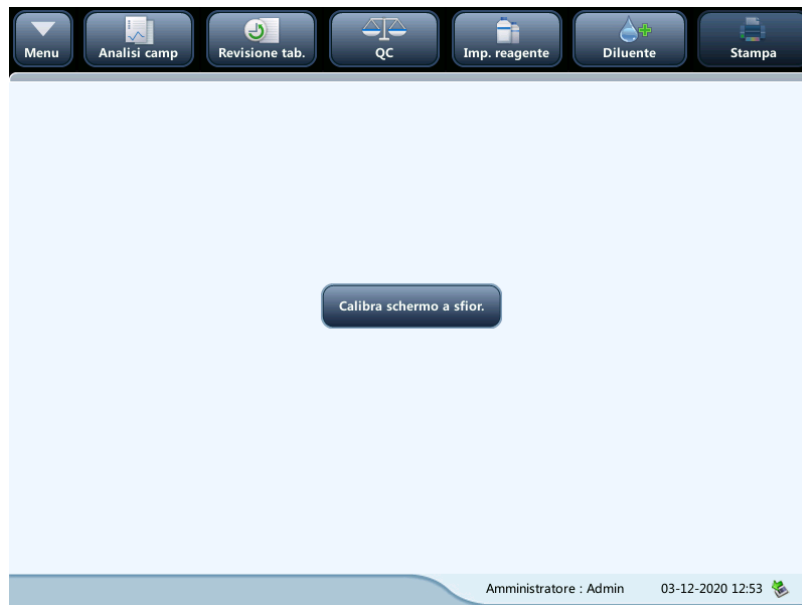 Menu
Analisi camp
Revisione tab.
QC
Imp. reagente
Diluente
Stampa
Calibra schermo a sfior.
Amministratore : Admin 03-12-2020 12:53